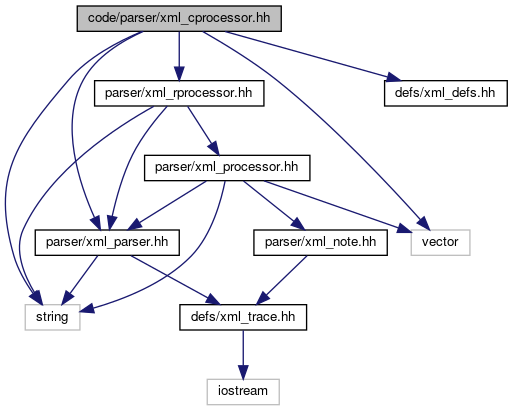 code/parser/xml_cprocessor.hh
parser/xml_rprocessor.hh
defs/xml_defs.hh
parser/xml_processor.hh
parser/xml_parser.hh
parser/xml_note.hh
vector
string
defs/xml_trace.hh
iostream